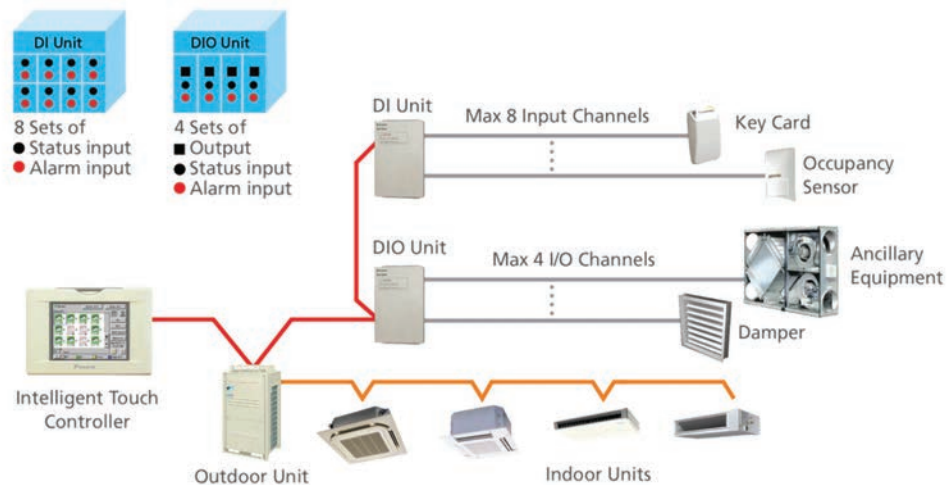 DI Unit
8 Sets of
Status input
Alarm input
DIO Unit
4 Sets of
Output
Status input
Alarm input
DI Unit
Max 8 Input Channels
Key Card
Occupancy
Sensor
DIO Unit
Max 4 I/O Channels
Ancillary
Equipment
Damper
Intelligent Touch
Controller
Outdoor Unit
Indoor Units